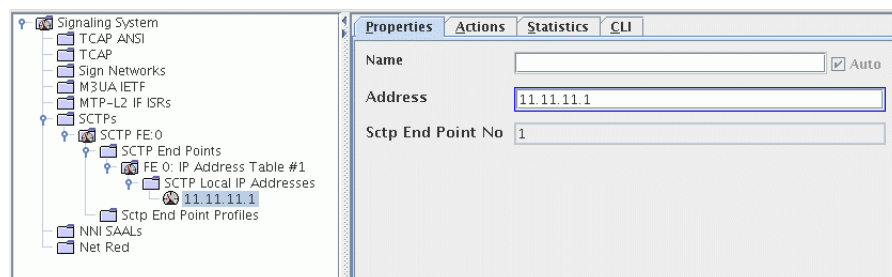 Signaling System
TCAP ANSI
TCAP
Sign Networks
M3UA IETF
MTP-L2 IF ISRs
SCTPs
SCTP FE:0
SCTP End Points
FE 0: IP Address Table #1
SCTP Local IP Addresses
11.11.11.1
Sctp End Point Profiles
NNI SAALs
Net Red
Properties Actions Statistics CLI
Name Auto
Address 11.11.11.1
Sctp End Point No 1